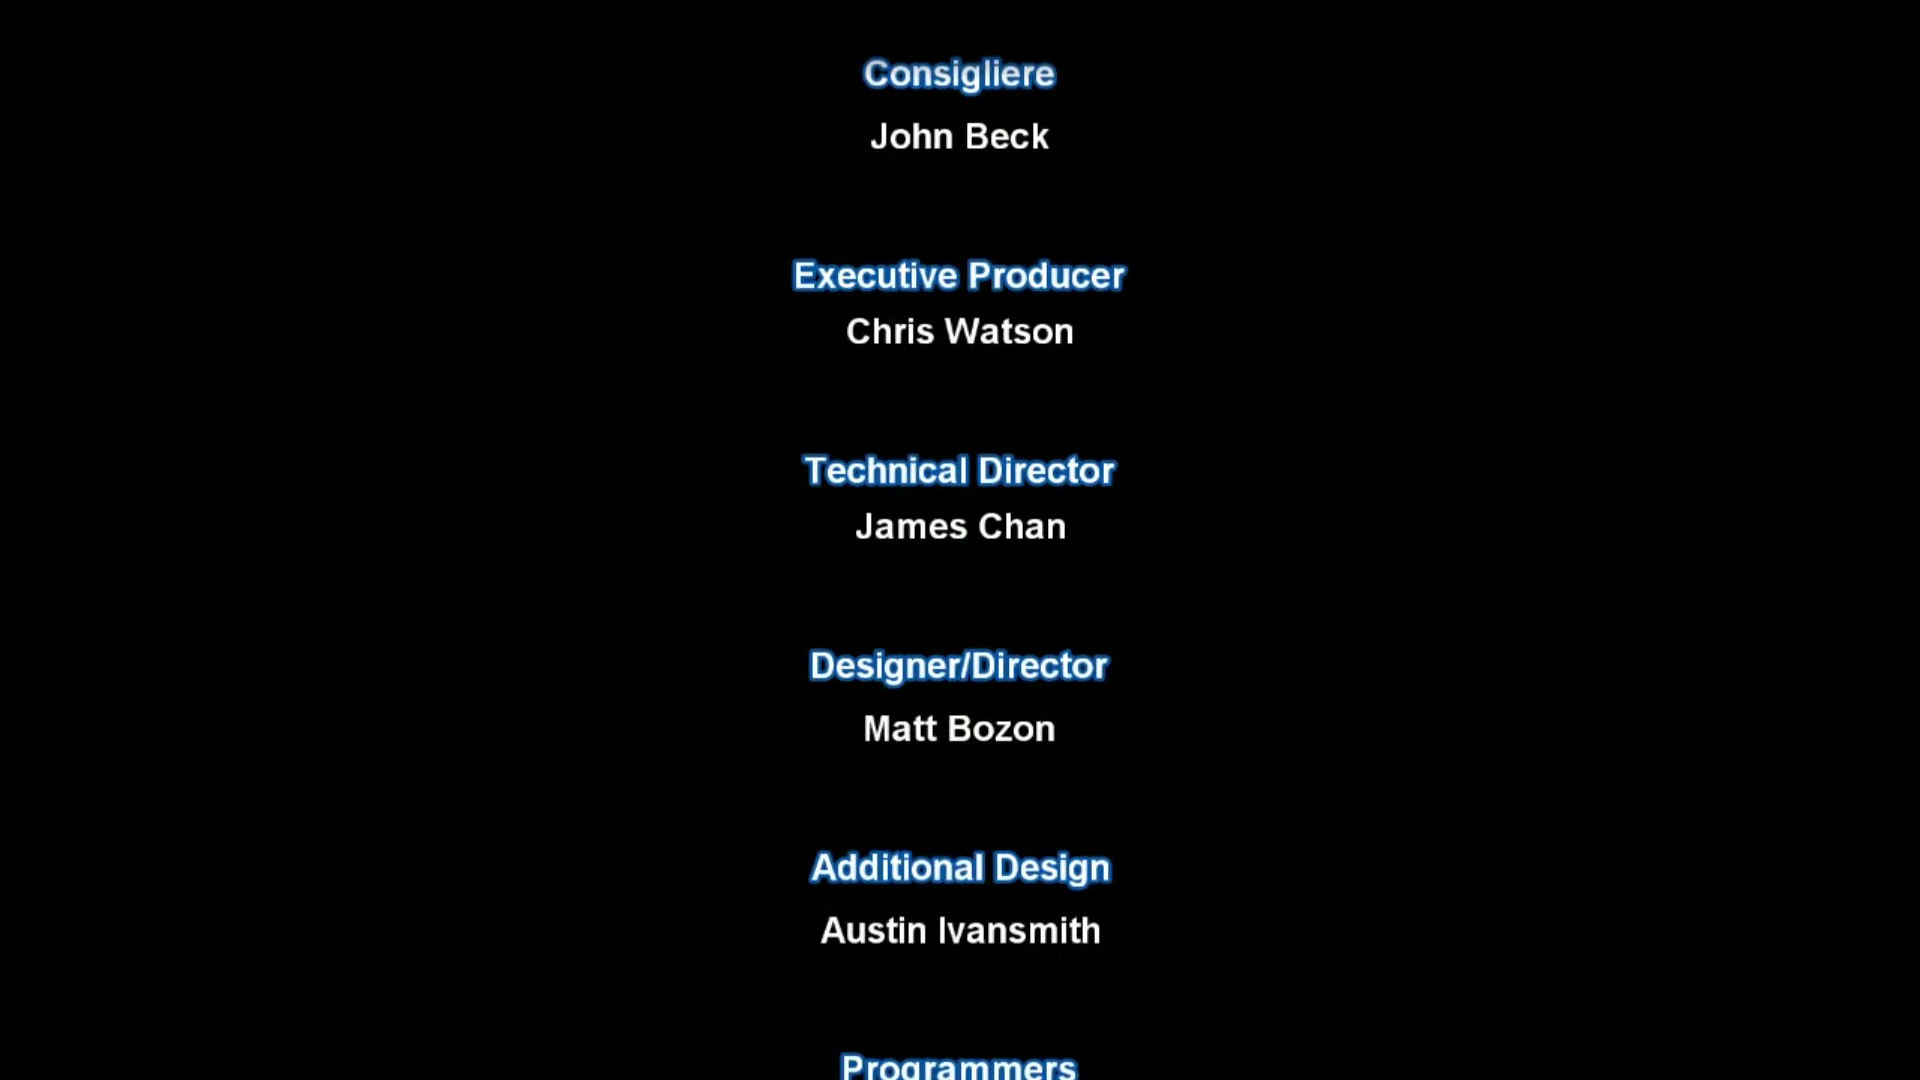 Consigliere
John Beck
Executive Producer
Chris Watson
Technical Director
James Chan
Designer/Director
Matt Bozon
Additional Design
Austin Ivansmith
Programmers